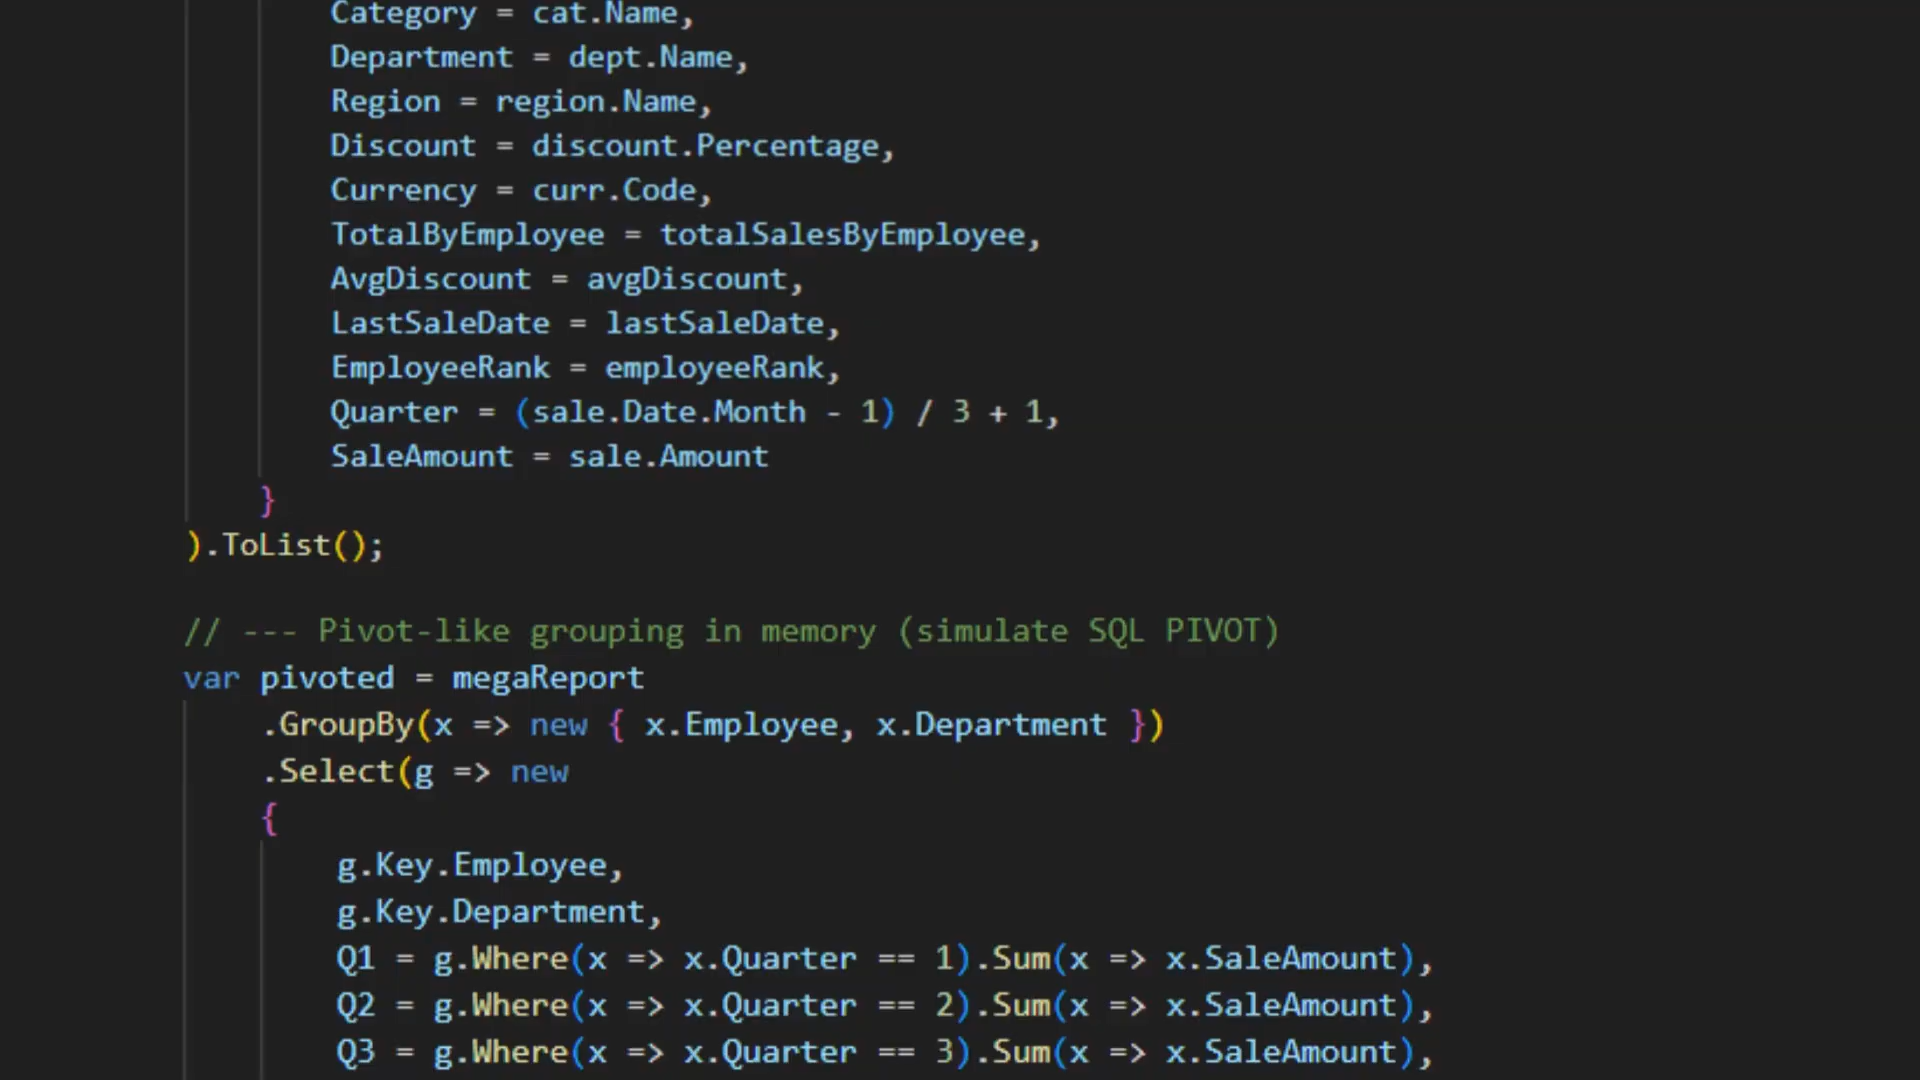 Category = cat.Name,
Department = dept.Name,
Region = region.Name,
Discount = discount.Percentage,
Currency = curr.Code,
TotalByEmployee = totalSalesByEmployee,
AvgDiscount = avgDiscount,
LastSaleDate = lastSaleDate,
EmployeeRank = employeeRank,
Quarter = (sale.Date.Month - 1) / 3 + 1,
SaleAmount = sale.Amount
}
).ToList();
// --- Pivot-like grouping in memory (simulate SQL PIVOT)
var pivoted = megaReport
.GroupBy(x => new { x.Employee, x.Department })
.Select(g => new
{
g.Key.Employee,
g.Key.Department,
Q1 = g.Where(x => x.Quarter == 1).Sum(x => x.SaleAmount),
Q2 = g.Where(x => x.Quarter == 2).Sum(x => x.SaleAmount),
Q3 = g.Where(x => x.Quarter == 3).Sum(x => x.SaleAmount),